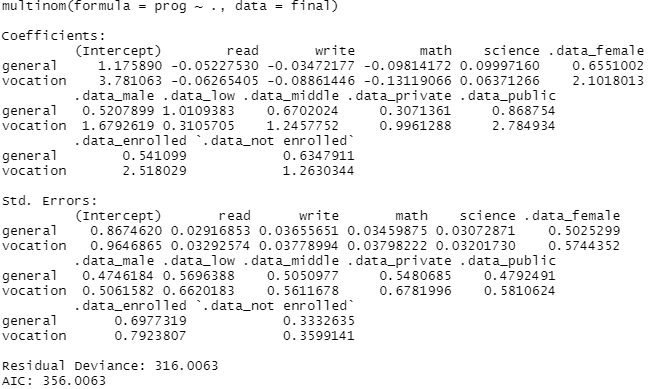 multinom(formula = prog ~ ., data = final)
Coefficients:
(Intercept) read write math science .data_female
general 1.175890 -0.05227530 -0.03472177 -0.09814172 0.09997160 0.6551002
vocation 3.781063 -0.06265405 -0.08861446 -0.13119066 0.06371266 2.1018013
.data_male .data_low .data_middle .data_private .data_public
general 0.5207899 1.0109383 0.6702024 0.3071361 0.868754
vocation 1.6792619 0.3105705 1.2457752 0.9961288 2.784934
.data_enrolled `.data_not enrolled`
general 0.541099 0.6347911
vocation 2.518029 1.2630344
Std. Errors:
(Intercept) read write math science .data_female
general 0.8674620 0.02916853 0.03655651 0.03459875 0.03072871 0.5025299
vocation 0.9646865 0.03292574 0.03778994 0.03798222 0.03201730 0.5744352
.data_male .data_low .data_middle .data_private .data_public
general 0.4746184 0.5696388 0.5050977 0.5480685 0.4792491
vocation 0.5061582 0.6620183 0.5611678 0.6781996 0.5810624
.data_enrolled `.data_not enrolled`
general 0.6977319 0.3332635
vocation 0.7923807 0.3599141
Residual Deviance: 316.0063
AIC: 356.0063